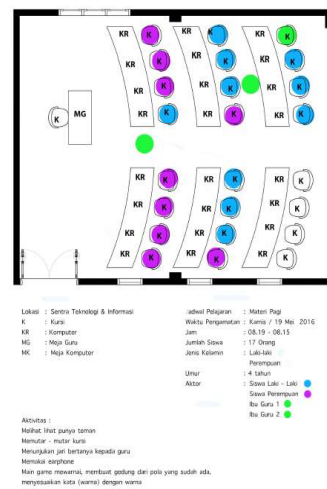 KR K KR K KR K
KR K KR K KR K
KR K KR K KR K
K MG KR K KR K KR K
KR K KR K KR K
KR K KR K KR K
KR K KR K KR K
KR K KR K KR K
Lokasi : Sentra Teknologi & Informasi
K : Kursi
KR : Komputer
MG : Meja Guru
MK : Meja Komputer
Jadwal Pelajaran : Materi Pagi
Waktu Pengamatan : Kamis / 19 Mei 2016
Jam : 08.19 - 08.15
Jumlah Siswa : 17 Orang
Jenis Kelamin : Laki-laki
Perempuan
Umur : 4 tahun
Aktor : Siswa Laki - Laki
Siswa Perempuan
Ibu Guru 1
Ibu Guru 2
Aktivitas :
Melihat lihat punya teman
Memutar - mutar kursi
Menunjukan jari bertanya kepada guru
Memakai earphone
Main game mewarnai, membuat gedung dari pola yang sudah ada,
menyesuaikan kata (warna) dengan warna